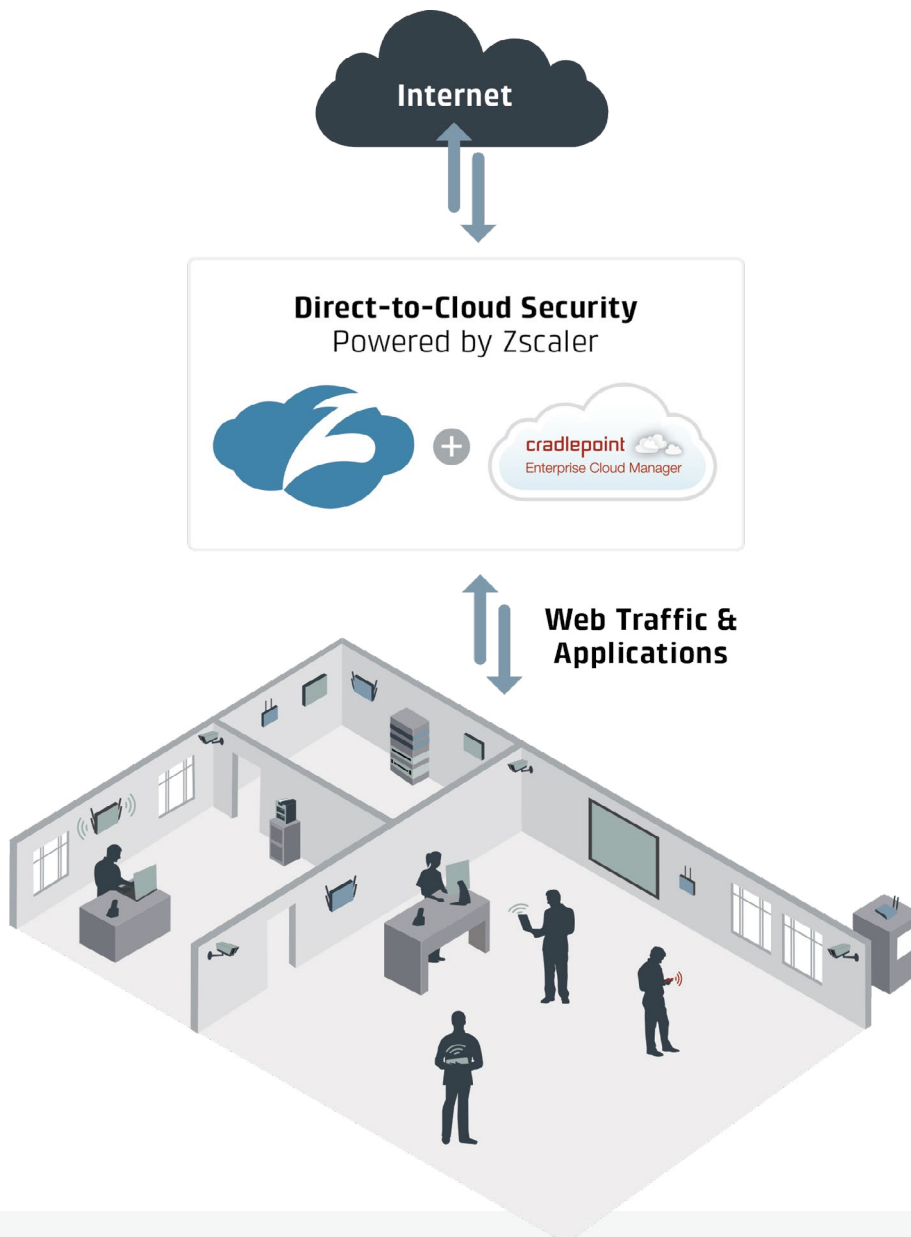 Internet
Direct-to-Cloud Security
Powered by Zscaler
cradlepoint
Enterprise Cloud Manager
Web Traffic &
Applications